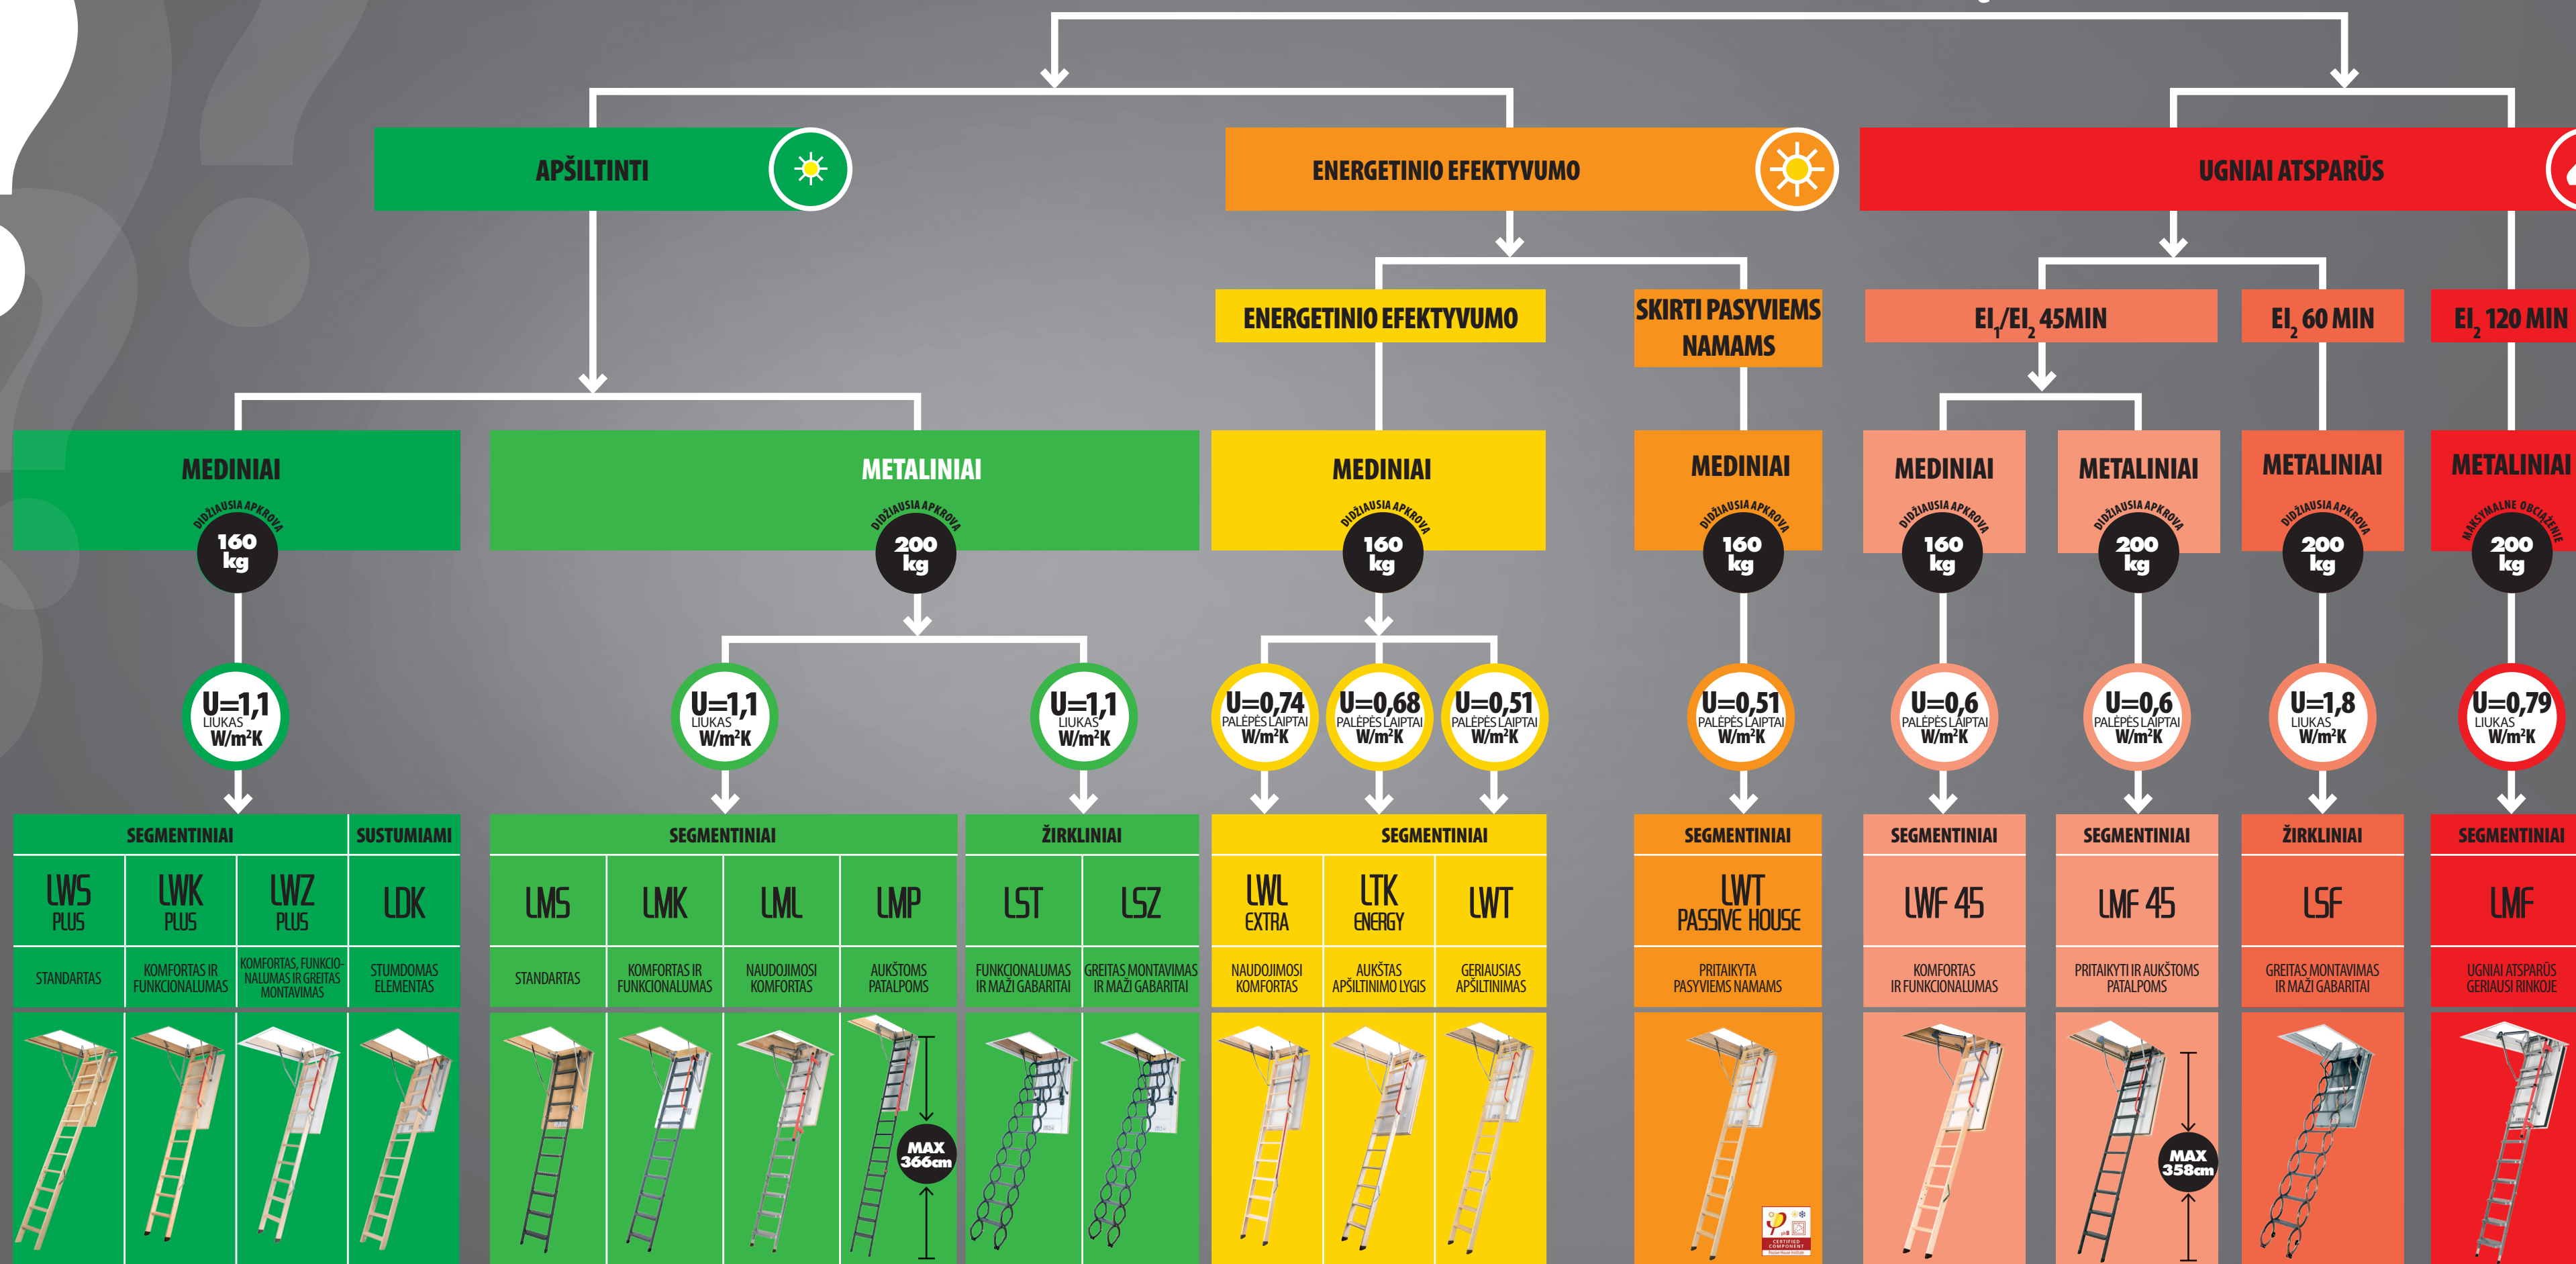 APŠILTINTI
ENERGETINIO EFEKTYVUMO
UGNIAI ATSPARŪS
ENERGETINIO EFEKTYVUMO
SKIRTI PASYVIEMS
NAMAMS
EI1/EI2 45MIN
EI2 60 MIN
EI2 120 MIN
MEDINIAI
DIDŽIAUSIA APKROVA
160
kg
METALINIAI
DIDŽIAUSIA APKROVA
200
kg
MEDINIAI
DIDŽIAUSIA APKROVA
160
kg
MEDINIAI
DIDŽIAUSIA APKROVA
160
kg
MEDINIAI
DIDŽIAUSIA APKROVA
160
kg
METALINIAI
DIDŽIAUSIA APKROVA
200
kg
METALINIAI
DIDŽIAUSIA APKROVA
200
kg
METALINIAI
MAKSYMALNE OBCIĄŻENIE
200
kg
U=1,1
LIUKAS
W/m²K
U=1,1
LIUKAS
W/m²K
U=1,1
LIUKAS
W/m²K
U=0,74
PALĖPĖS LAIPTAI
W/m²K
U=0,68
PALĖPĖS LAIPTAI
W/m²K
U=0,51
PALĖPĖS LAIPTAI
W/m²K
U=0,51
PALĖPĖS LAIPTAI
W/m²K
U=0,6
PALĖPĖS LAIPTAI
W/m²K
U=0,6
PALĖPĖS LAIPTAI
W/m²K
U=1,8
LIUKAS
W/m²K
U=0,79
LIUKAS
W/m²K
SEGMENTINIAI
SUSTUMIAMI
SEGMENTINIAI
ŽIRKLINIAI
SEGMENTINIAI
SEGMENTINIAI
SEGMENTINIAI
SEGMENTINIAI
ŽIRKLINIAI
SEGMENTINIAI
LWS
PLUS
LWK
PLUS
LWZ
PLUS
LDK
LMS
LMK
LML
LMP
LST
LSZ
LWL
EXTRA
LTK
ENERGY
LWT
LWT
PASSIVE HOUSE
LWF 45
LMF 45
LSF
LMF
STANDARTAS
KOMFORTAS IR
FUNKCIONALUMAS
KOMFORTAS, FUNKCIO-
NALUMAS IR GREITAS
MONTAVIMAS
STUMDOMAS
ELEMENTAS
STANDARTAS
KOMFORTAS IR
FUNKCIONALUMAS
NAUDOJIMOSI
KOMFORTAS
AUKŠTOMS
PATALPOMS
FUNKCIONALUMAS
IR MAŽI GABARITAI
GREITAS MONTAVIMAS
IR MAŽI GABARITAI
NAUDOJIMOSI
KOMFORTAS
AUKŠTAS
APŠILTINIMO LYGIS
GERIAUSIAS
APŠILTINIMAS
PRITAIKYTA
PASYVIEMS NAMAMS
KOMFORTAS
IR FUNKCIONALUMAS
PRITAIKYTI IR AUKŠTOMS
PATALPOMS
GREITAS MONTAVIMAS
IR MAŽI GABARITAI
UGNIAI ATSPARŪS
GERIAUSI RINKOJE
MAX
366cm
MAX
358cm
CERTIFIED
COMPONENT
Passive House Institute